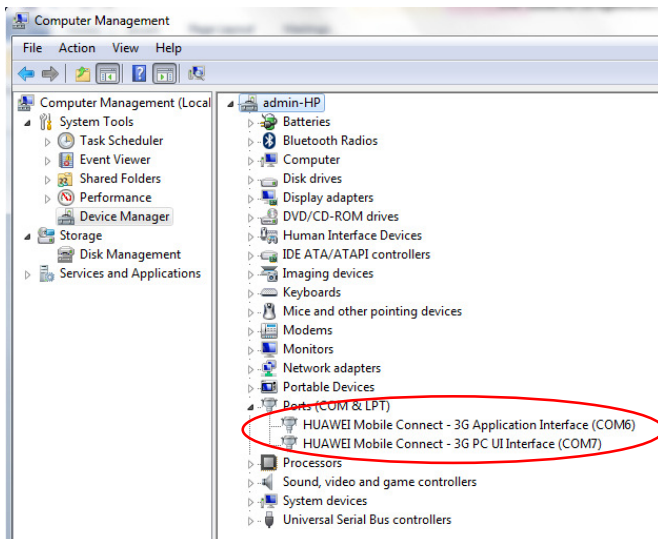 Computer Management
File Action View Help
Computer Management (Local
System Tools
Task Scheduler
Event Viewer
Shared Folders
Performance
Device Manager
Storage
Disk Management
Services and Applications
admin-HP
Batteries
Bluetooth Radios
Computer
Disk drives
Display adapters
DVD/CD-ROM drives
Human Interface Devices
IDE ATA/ATAPI controllers
Imaging devices
Keyboards
Mice and other pointing devices
Modems
Monitors
Network adapters
Portable Devices
Ports (COM & LPT)
HUAWEI Mobile Connect - 3G Application Interface (COM6)
HUAWEI Mobile Connect - 3G PC UI Interface (COM7)
Processors
Sound, video and game controllers
System devices
Universal Serial Bus controllers